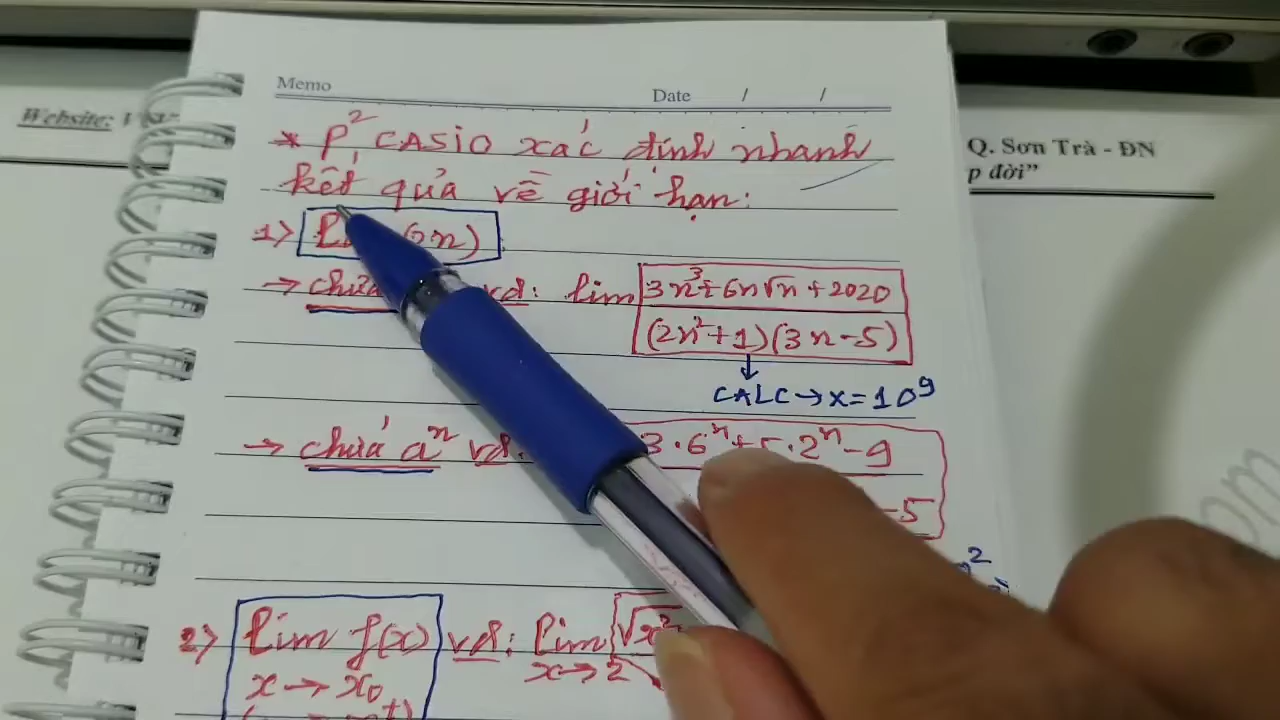 Memo
Date / /
Website:
Q. Sơn Trà - ĐN
p đời”
* P² CASIO xác định nhanh
kết quả về giới hạn:
1>
→ vd: lim (3n³+6n√n+2020)/((2n²+1)(3n-5))
CALC → x=10⁹
→ chứa aⁿ vd: 3·6ⁿ+5·2ⁿ-9
-5
2> lim f(x) vd: lim √x²
x→x₀ x→2